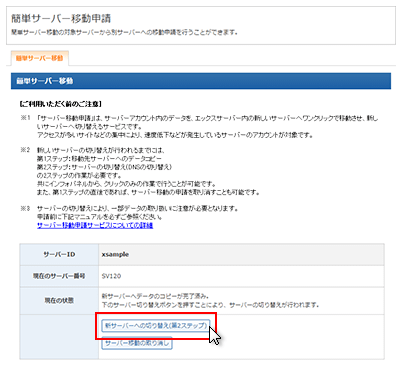 簡単サーバー移動申請
簡単サーバー移動の対象サーバーから別サーバーへの移動申請を行うことができます。
簡単サーバー移動
簡単サーバー移動
【ご利用いただく前のご注意】
※1 「サーバー移動申請」は、サーバーアカウント内のデータを、エックスサーバー内の新しいサーバーへワンクリックで移動させ、新し
いサーバーへ切り替えるサービスです。
アクセスが多いサイトなどの集中により、速度低下などが発生しているサーバーのアカウントが対象です。
※2 新しいサーバーの切り替えが行われるまでには、
第1ステップ:移動先サーバーへのデータコピー
第2ステップ:サーバーの切り替え(DNSの切り替え)
の2ステップの作業が必要です。
共にインフォパネルから、クリックのみの作業で行うことが可能です。
また、第1ステップの直後であれば、サーバー移動の申請を取り消すことも可能です。
※3 サーバーの切り替えにより、一部データの取り扱いに注意が必要となります。
申請前に下記マニュアルを必ずご参照ください。
サーバー移動申請サービスについての詳細
サーバーID xsample
現在のサーバー番号 SV120
現在の状態 新サーバーへデータのコピーが完了済み。
下のサーバー切り替えボタンを押すことにより、サーバーの切り替えが行われます。
新サーバーへの切り替え(第2ステップ)
サーバー移動の取り消し